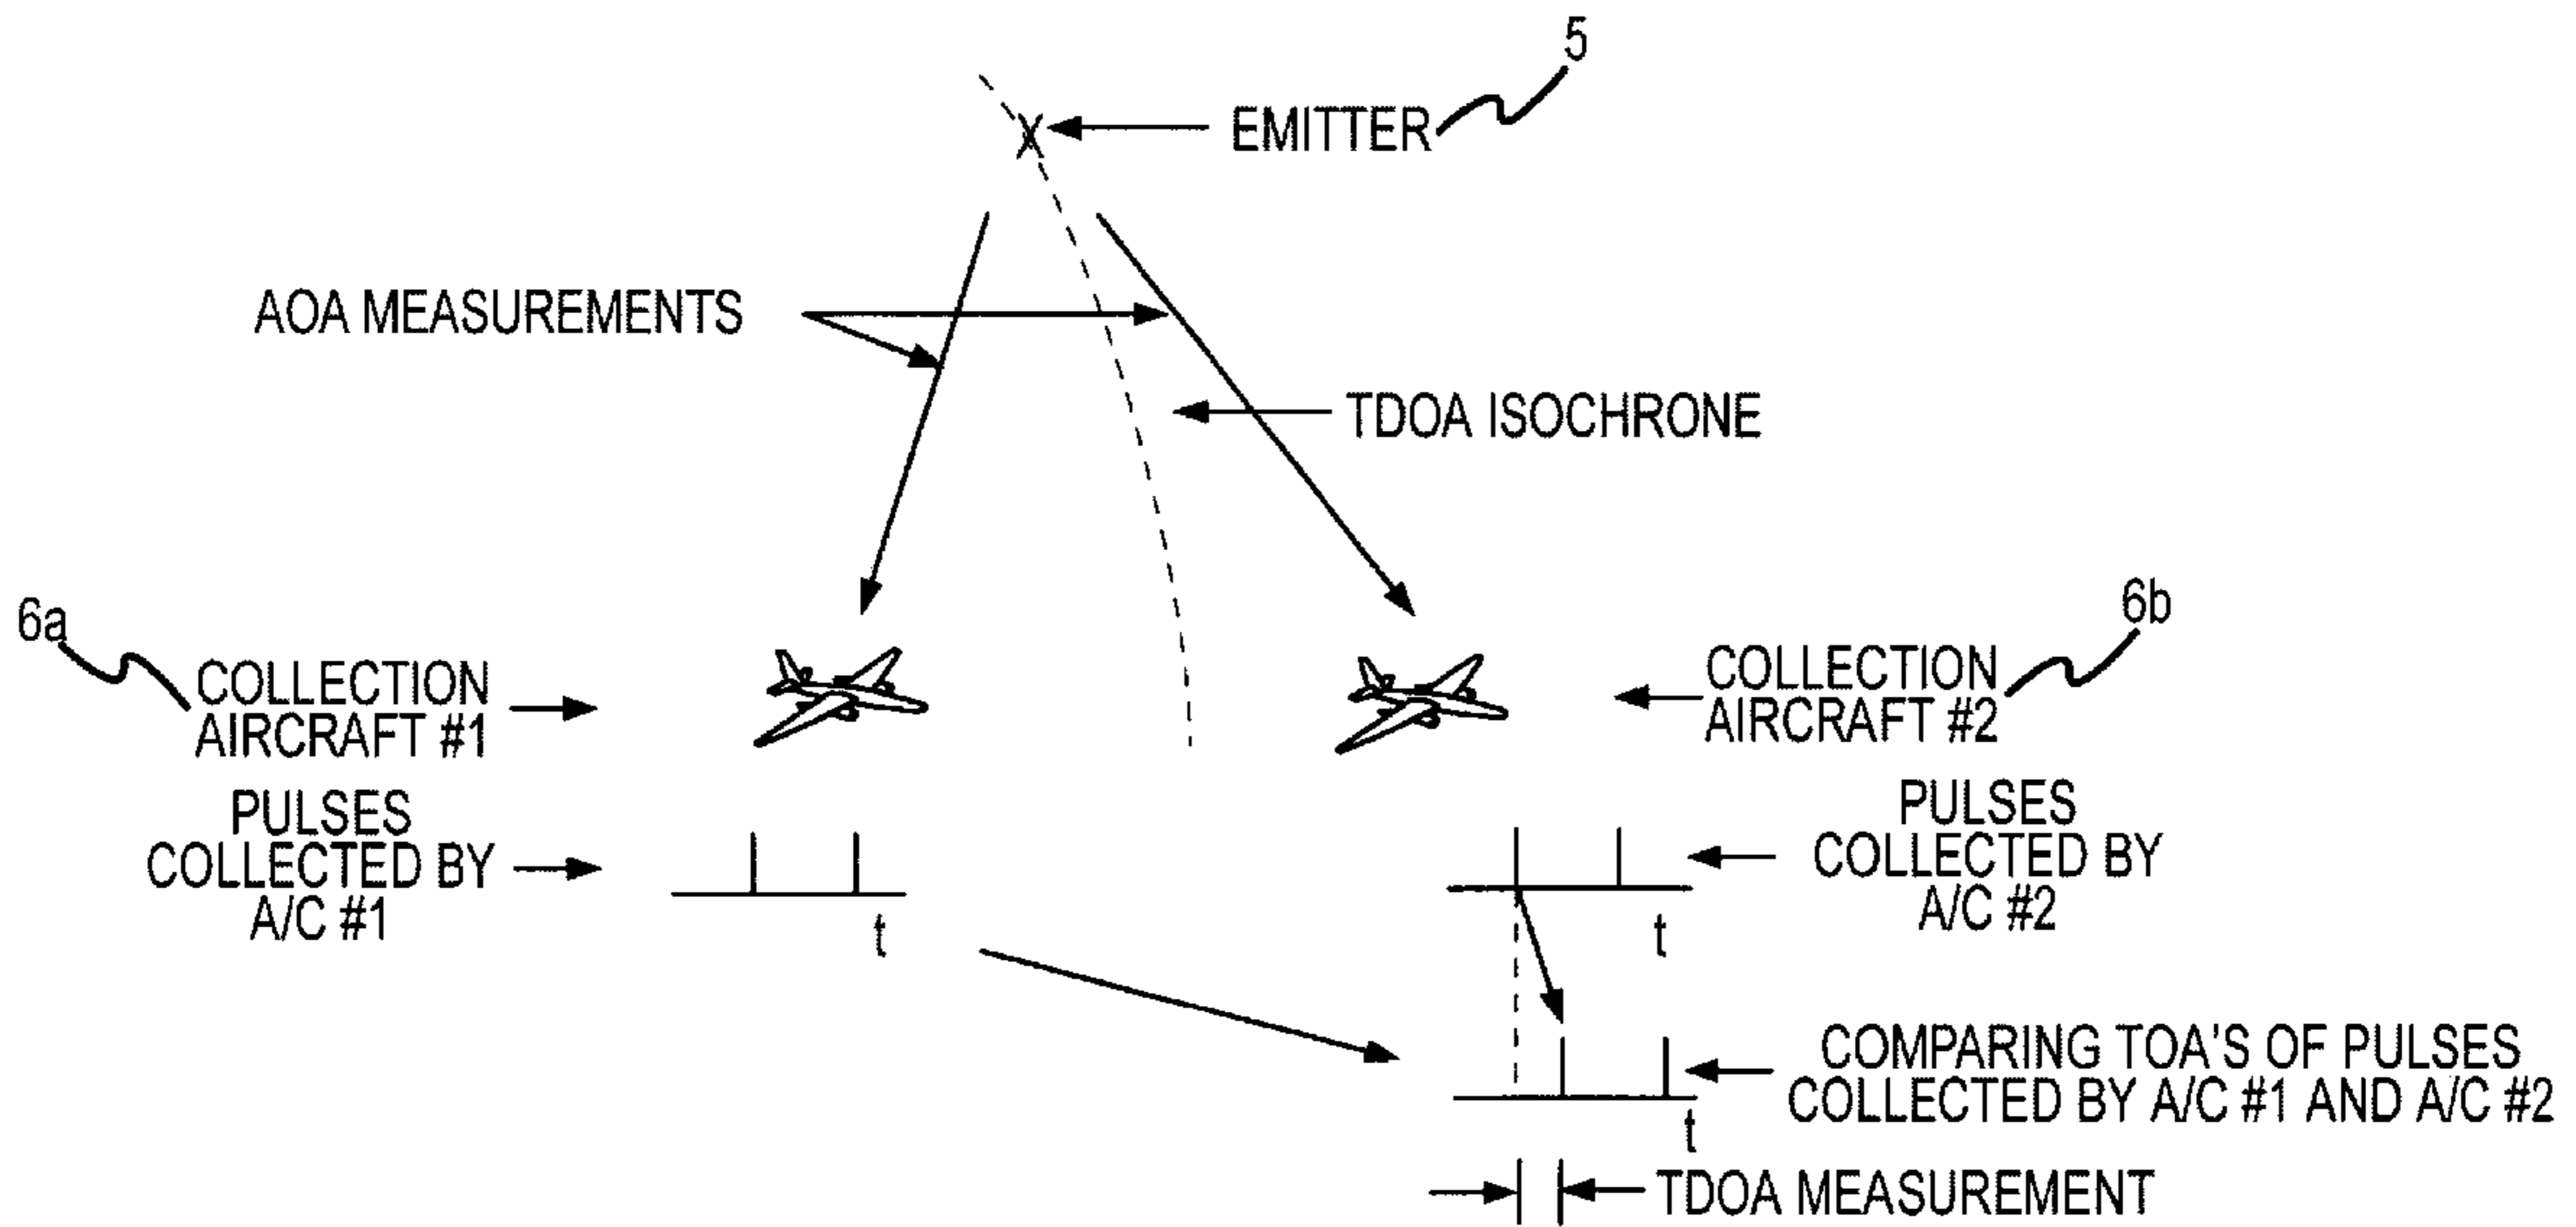 5
EMITTER
AOA MEASUREMENTS
TDOA ISOCHRONE
6a
COLLECTION
AIRCRAFT #1
6b
COLLECTION
AIRCRAFT #2
PULSES
COLLECTED BY
A/C #1
t
PULSES
COLLECTED BY
A/C #2
t
COMPARING TOA'S OF PULSES
COLLECTED BY A/C #1 AND A/C #2
t
TDOA MEASUREMENT